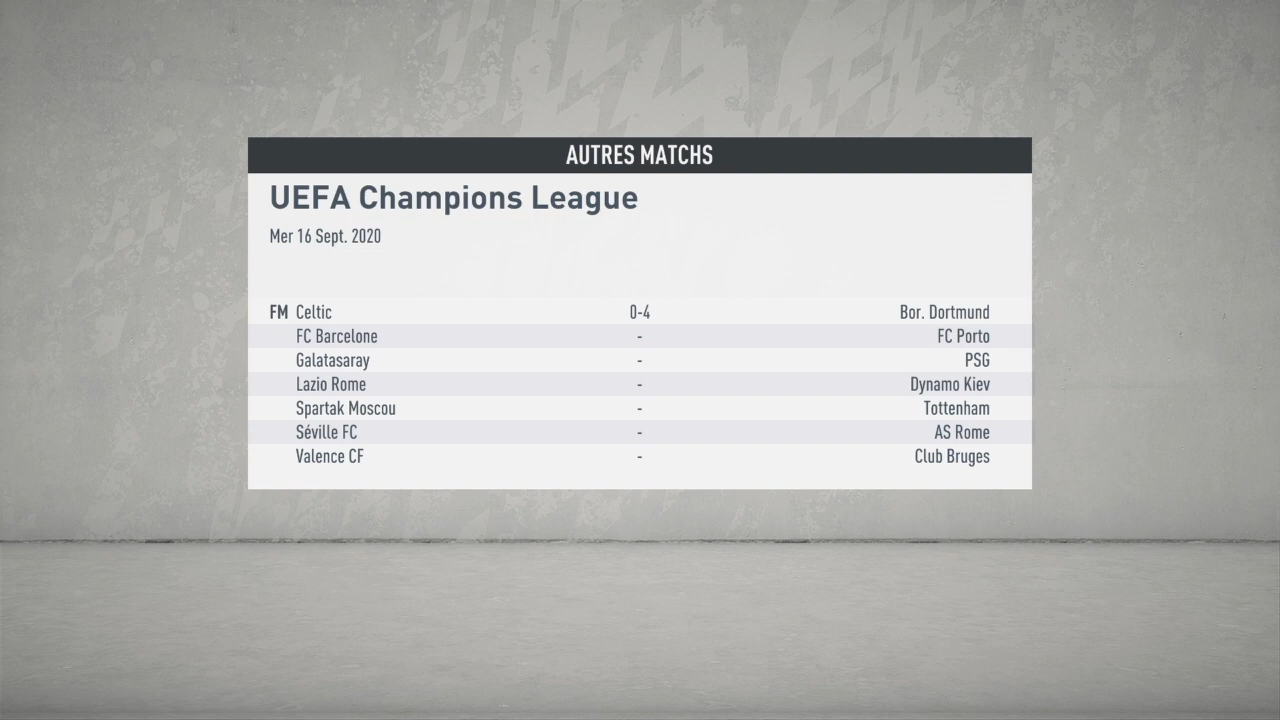 AUTRES MATCHS
UEFA Champions League
Mer 16 Sept. 2020
FM Celtic 0-4 Bor. Dortmund
FC Barcelone - FC Porto
Galatasaray - PSG
Lazio Rome - Dynamo Kiev
Spartak Moscou - Tottenham
Séville FC - AS Rome
Valence CF - Club Bruges